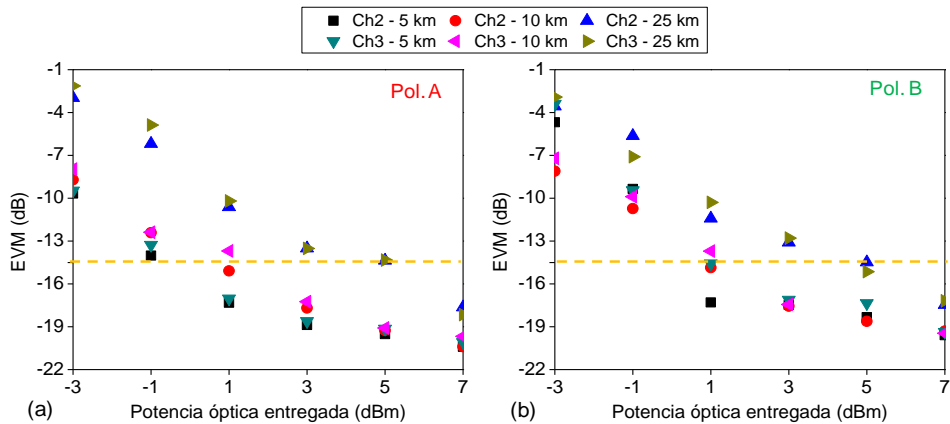 Ch2 - 5 km Ch2 - 10 km Ch2 - 25 km
Ch3 - 5 km Ch3 - 10 km Ch3 - 25 km
-1
-4
-7
-10
-13
-19
-22
EVM (dB)
Pol. A
-3 -1 1 3 5 7
(a) Potencia óptica entregada (dBm)
-1
-4
-7
-10
-13
-19
-22
EVM (dB)
Pol. B
-3 -1 1 3 5 7
(b) Potencia óptica entregada (dBm)